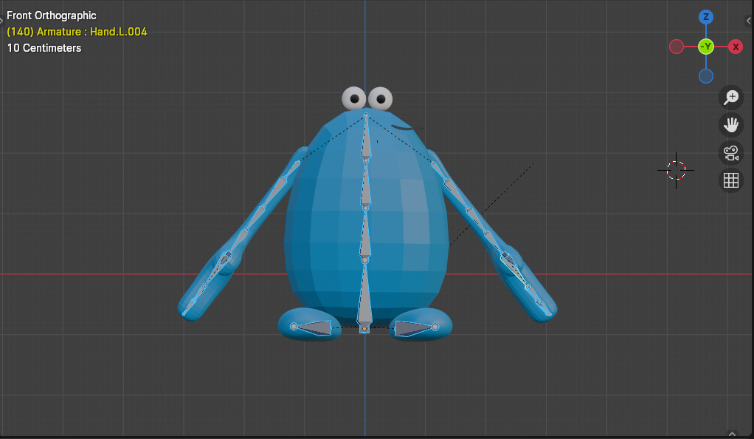 Front Orthographic
(140) Armature : Hand.L.004
10 Centimeters
Z
-Y
X